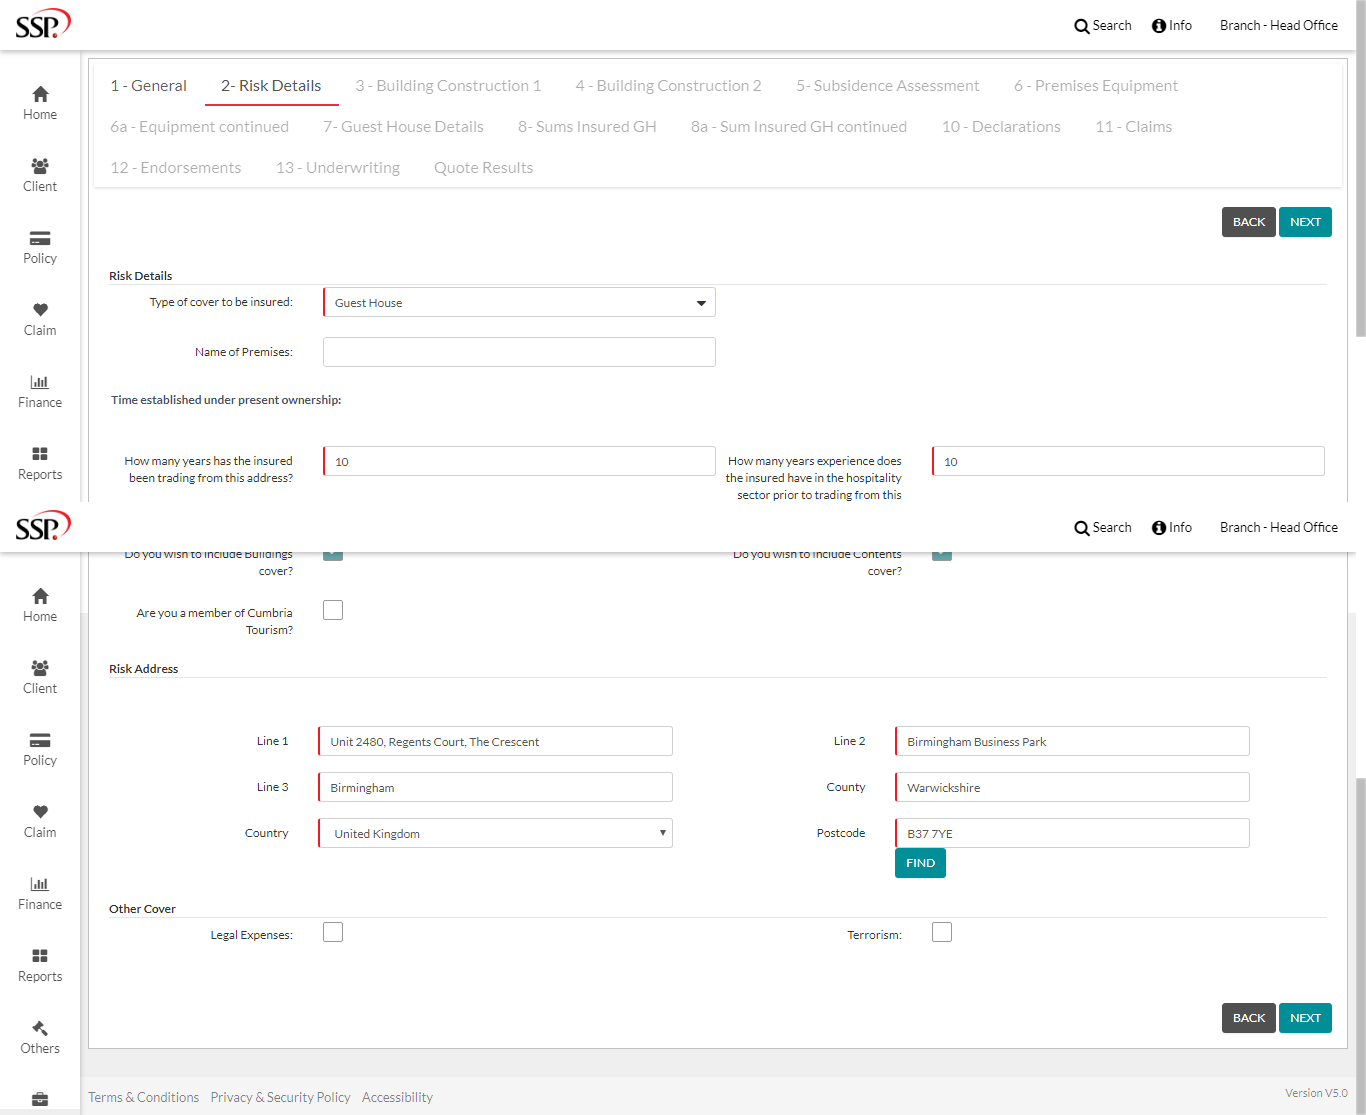 SSP.
Search Info Branch - Head Office
Home
Client
Policy
Claim
Finance
Reports
1 - General 2- Risk Details 3 - Building Construction 1 4 - Building Construction 2 5- Subsidence Assessment 6 - Premises Equipment
6a - Equipment continued 7- Guest House Details 8- Sums Insured GH 8a - Sum Insured GH continued 10 - Declarations 11 - Claims
12 - Endorsements 13 - Underwriting Quote Results
BACK NEXT
Risk Details
Type of cover to be insured: Guest House
Name of Premises:
Time established under present ownership:
How many years has the insured
been trading from this address?
10
How many years experience does
the insured have in the hospitality
sector prior to trading from this
10
SSP.
Search Info Branch - Head Office
Home
Client
Policy
Claim
Finance
Reports
Others
Do you wish to include Buildings
cover?
Do you wish to include Contents
cover?
Are you a member of Cumbria
Tourism?
Risk Address
Line 1 Unit 2480, Regents Court, The Crescent Line 2 Birmingham Business Park
Line 3 Birmingham County Warwickshire
Country United Kingdom Postcode B37 7YE
FIND
Other Cover
Legal Expenses: Terrorism:
BACK NEXT
Terms & Conditions Privacy & Security Policy Accessibility Version V5.0